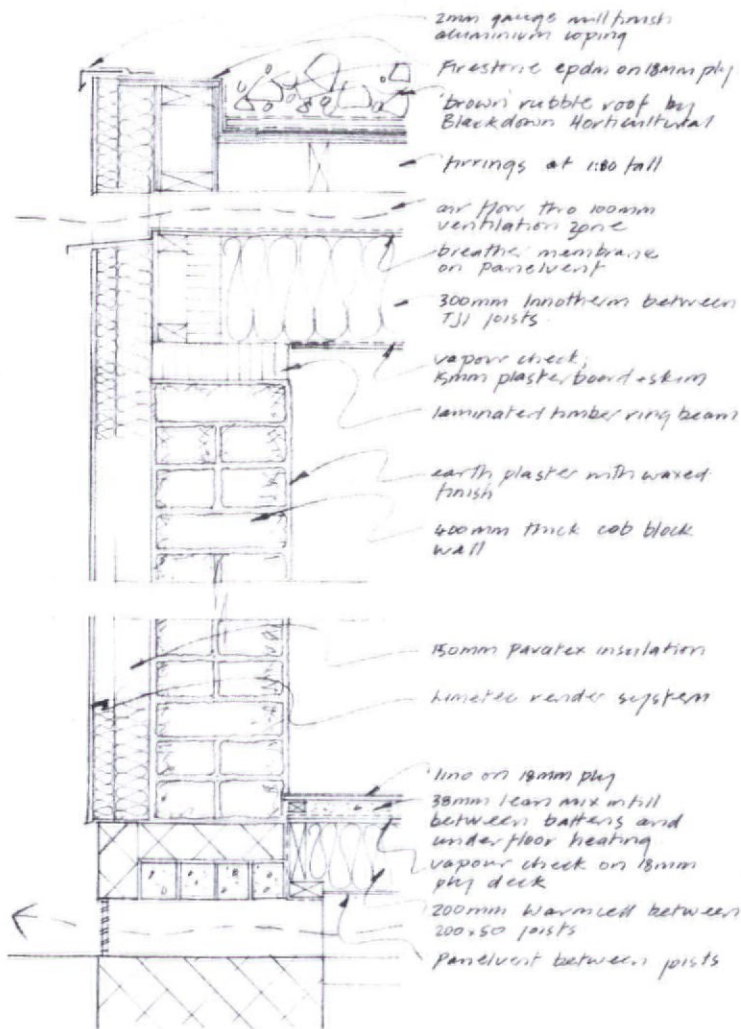 2mm gauge mill finish
aluminium coping
Firestone epdm on 18mm ply
'brown' rubble roof by
Blackdown Horticultural
firrings at 1:80 fall
air flow thro 100mm
ventilation zone
breather membrane
on panelvent
300mm Innotherm between
TJI joists
vapour check,
15mm plasterboard + skim
laminated timber ring beam
earth plaster with waxed
finish
400mm thick cob block
wall
150mm Pavatex insulation
Limetec render system
lino on 18mm ply
38mm lean mix infill
between battens and
underfloor heating
vapour check on 18mm
ply deck
200mm Warmcell between
200x50 joists
Panelvent between joists